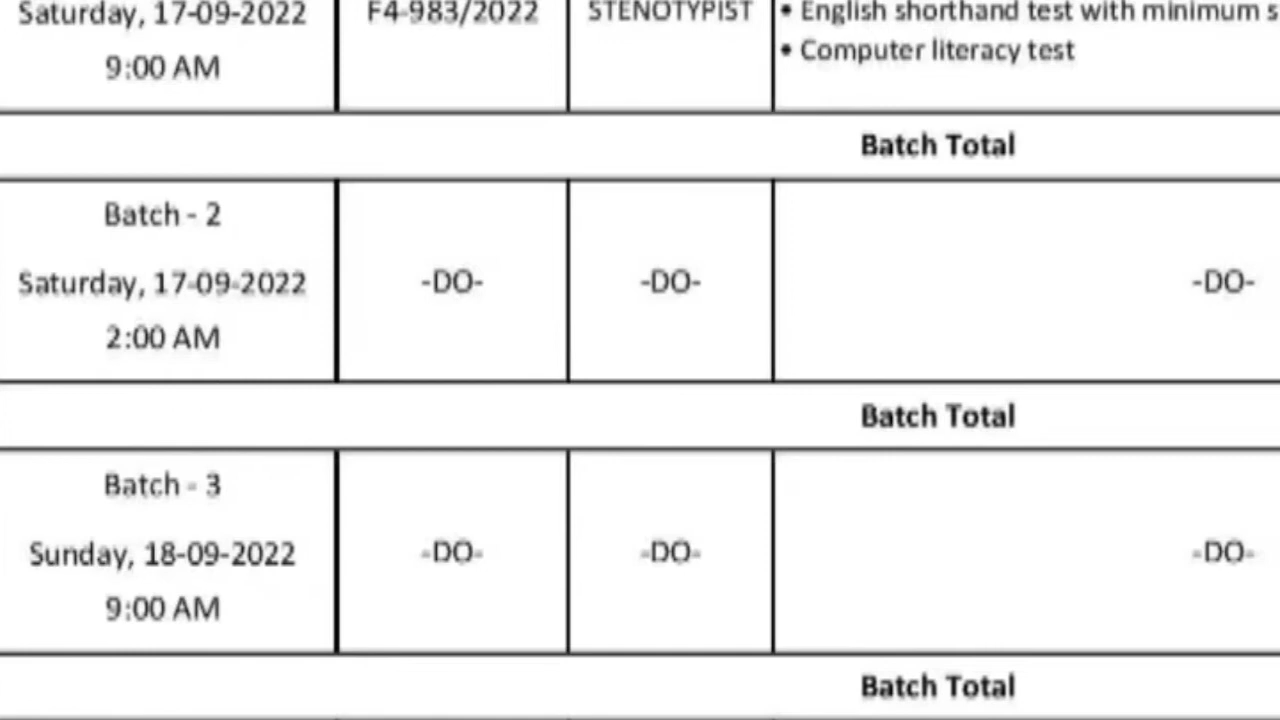 Saturday, 17-09-2022 F4-983/2022 STENOTYPIST • English shorthand test with minimum
9:00 AM • Computer literacy test
Batch Total
Batch - 2
Saturday, 17-09-2022 -DO- -DO- -DO-
2:00 AM
Batch Total
Batch - 3
Sunday, 18-09-2022 -DO- -DO- -DO-
9:00 AM
Batch Total